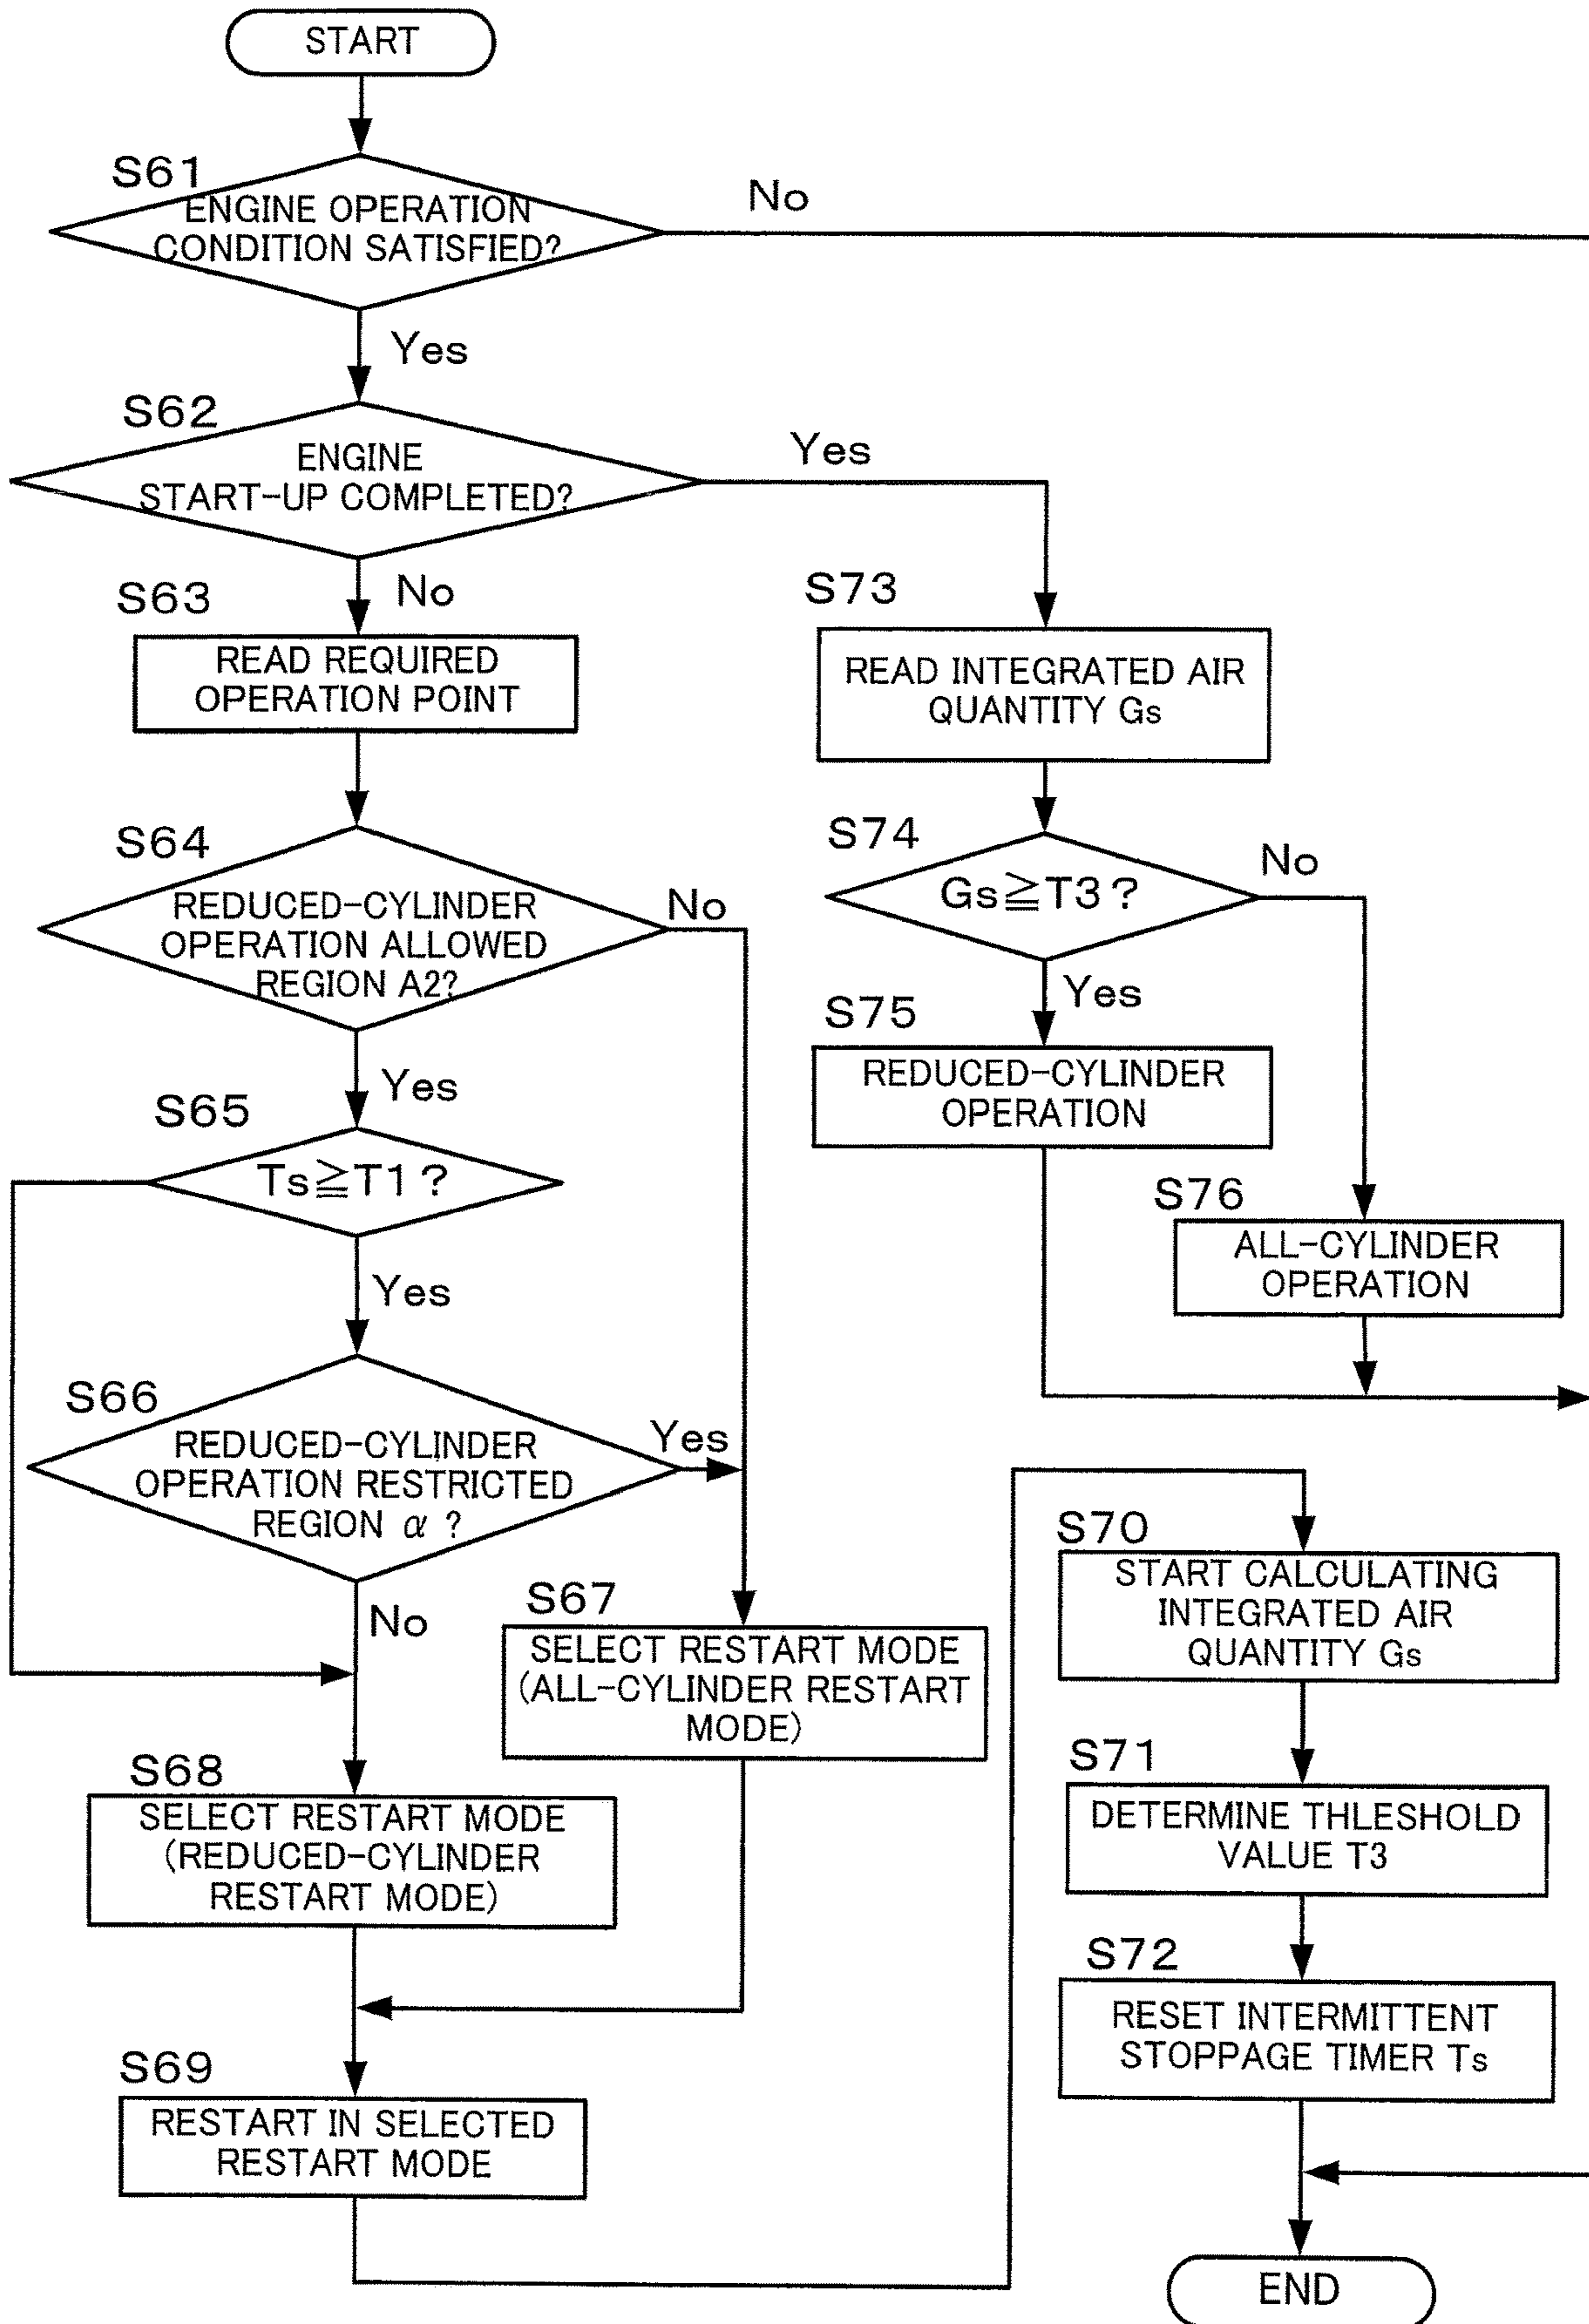 START
S61
ENGINE OPERATION
CONDITION SATISFIED?
No
Yes
S62
ENGINE
START-UP COMPLETED?
Yes
No
S63
READ REQUIRED
OPERATION POINT
S64
REDUCED-CYLINDER
OPERATION ALLOWED
REGION A2?
No
Yes
S65
Ts≧T1?
Yes
S66
REDUCED-CYLINDER
OPERATION RESTRICTED
REGION α ?
Yes
No
S67
SELECT RESTART MODE
(ALL-CYLINDER RESTART
MODE)
S68
SELECT RESTART MODE
(REDUCED-CYLINDER
RESTART MODE)
S69
RESTART IN SELECTED
RESTART MODE
S73
READ INTEGRATED AIR
QUANTITY Gs
S74
Gs≧T3?
No
Yes
S75
REDUCED-CYLINDER
OPERATION
S76
ALL-CYLINDER
OPERATION
S70
START CALCULATING
INTEGRATED AIR
QUANTITY Gs
S71
DETERMINE THLESHOLD
VALUE T3
S72
RESET INTERMITTENT
STOPPAGE TIMER Ts
END